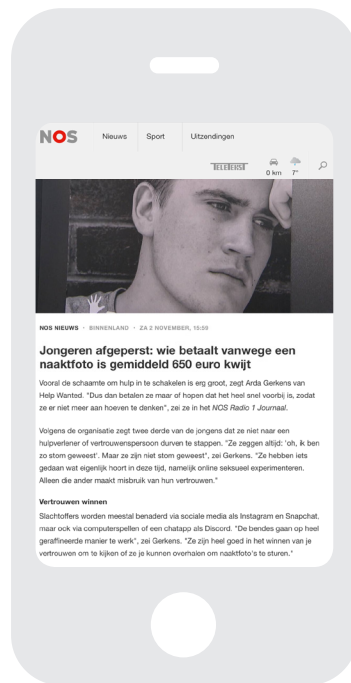 NOS Nieuws Sport Uitzendingen
TELETEKST 0 km 7°
NOS NIEUWS • BINNENLAND • ZA 2 NOVEMBER, 15:59
Jongeren afgeperst: wie betaalt vanwege een
naaktfoto is gemiddeld 650 euro kwijt
Vooral de schaamte om hulp in te schakelen is erg groot, zegt Arda Gerkens van
Help Wanted. "Dus dan betalen ze maar of hopen dat het heel snel voorbij is, zodat
ze er niet meer aan hoeven te denken", zei ze in het NOS Radio 1 Journaal.
Volgens de organisatie zegt twee derde van de jongens dat ze niet naar een
hulpverlener of vertrouwenspersoon durven te stappen. "Ze zeggen altijd: 'oh, ik ben
zo stom geweest'. Maar ze zijn niet stom geweest", zei Gerkens. "Ze hebben iets
gedaan wat eigenlijk hoort in deze tijd, namelijk online seksueel experimenteren.
Alleen die ander maakt misbruik van hun vertrouwen."
Vertrouwen winnen
Slachtoffers worden meestal benaderd via sociale media als Instagram en Snapchat,
maar ook via computerspellen of een chatapp als Discord. "De bendes gaan op heel
geraffineerde manier te werk", zei Gerkens. "Ze zijn heel goed in het winnen van je
vertrouwen om te kijken of ze je kunnen overhalen om naaktfoto's te sturen."